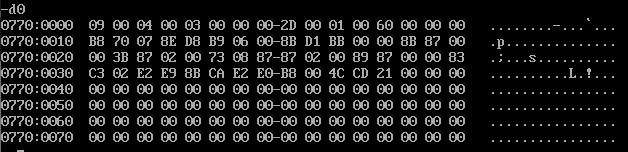 -d0
0770:0000 09 00 04 00 03 00 00 00-2D 00 01 00 60 00 00 00 ........-...`...
0770:0010 B8 70 07 8E D8 B9 06 00-8B D1 BB 00 00 8B 87 00 .p..............
0770:0020 00 3B 87 02 00 73 08 87-87 02 00 89 87 00 00 83 .;...s..........
0770:0030 C3 02 E2 E9 8B CA E2 E0-B8 00 4C CD 21 00 00 00 ..........L.!...
0770:0040 00 00 00 00 00 00 00 00-00 00 00 00 00 00 00 00 ................
0770:0050 00 00 00 00 00 00 00 00-00 00 00 00 00 00 00 00 ................
0770:0060 00 00 00 00 00 00 00 00-00 00 00 00 00 00 00 00 ................
0770:0070 00 00 00 00 00 00 00 00-00 00 00 00 00 00 00 00 ................